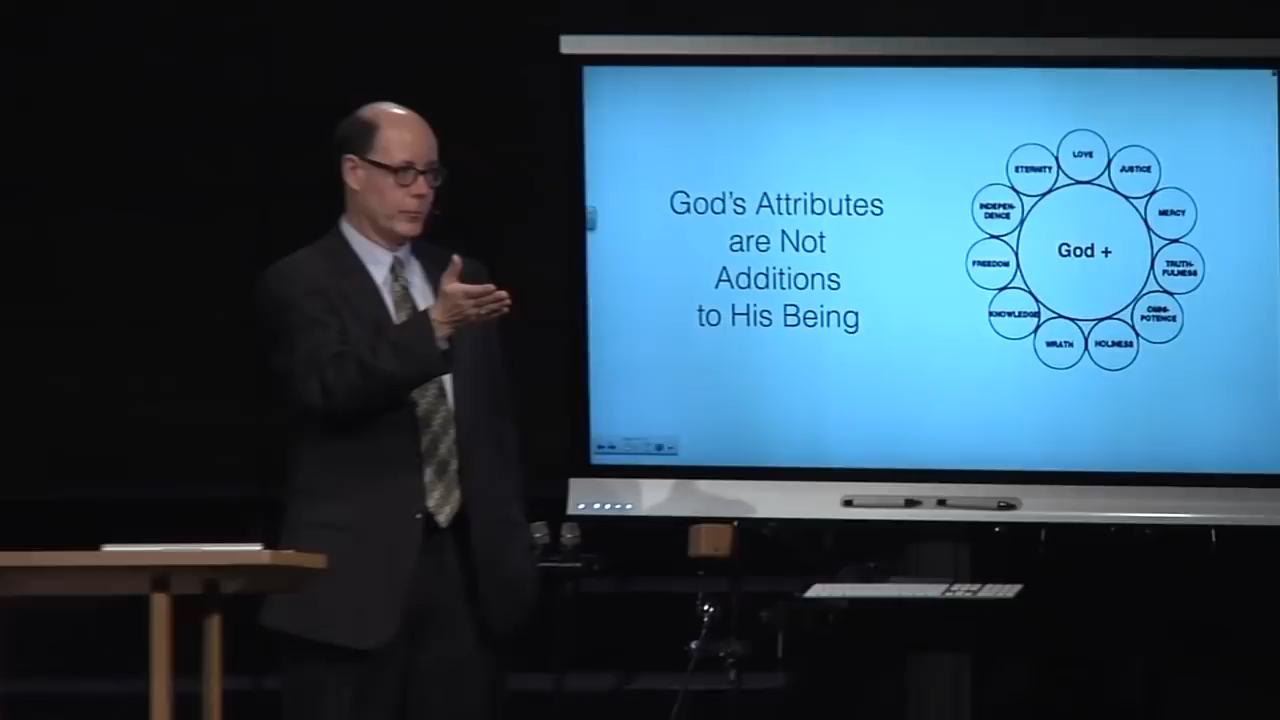 God's Attributes
are Not
Additions
to His Being
God +
LOVE
JUSTICE
MERCY
TRUTH-
FULNESS
OMNI-
POTENCE
HOLINESS
WRATH
KNOWLEDGE
FREEDOM
INDEPEN-
DENCE
ETERNITY